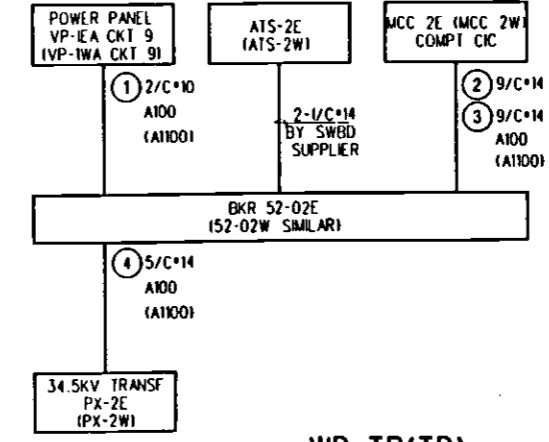 POWER PANEL
VP-1EA CKT 9
(VP-1WA CKT 9)
ATS-2E
(ATS-2W)
MCC 2E (MCC 2W)
COMPT C1C
1 2/C#10
A100
(A1100)
2-1/C#14
BY SWBD
SUPPLIER
2 9/C#14
3 9/C#14
A100
(A1100)
BKR 52-02E
(52-02W SIMILAR)
4 5/C#14
A100
(A1100)
34.5KV TRANSF
PX-2E
(PX-2W)